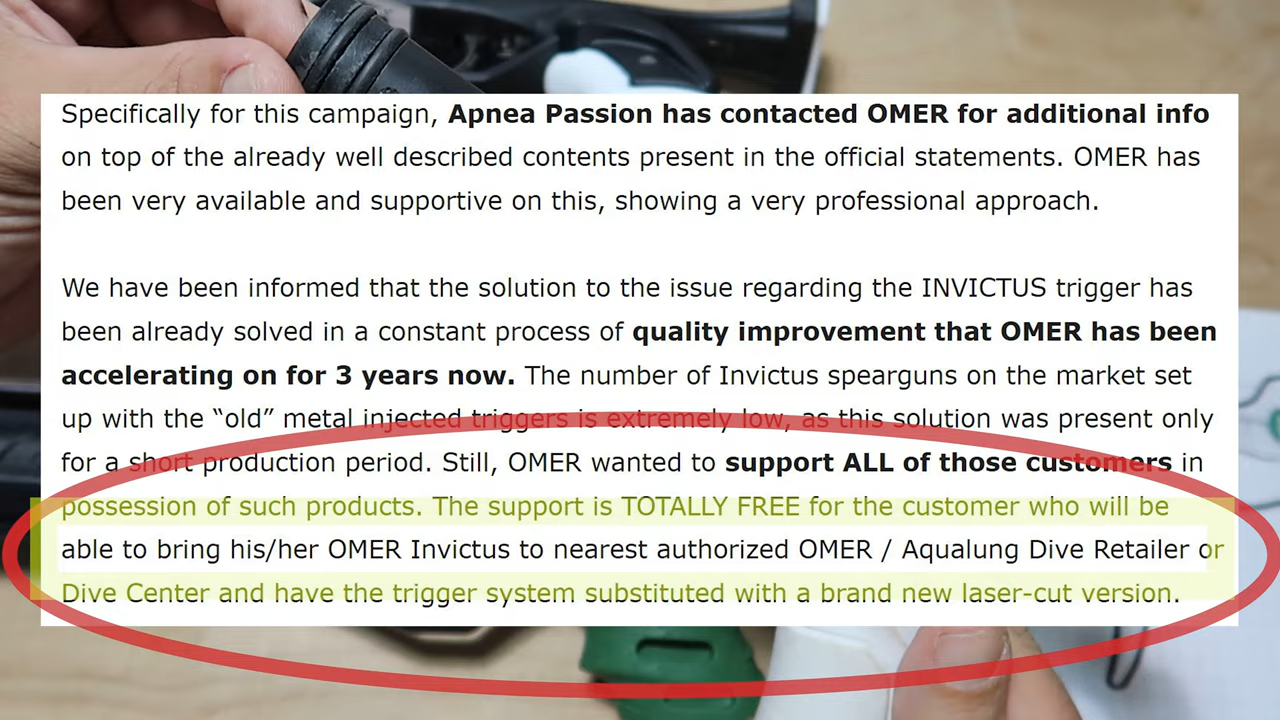 Specifically for this campaign, Apnea Passion has contacted OMER for additional info
on top of the already well described contents present in the official statements. OMER has
been very available and supportive on this, showing a very professional approach.
We have been informed that the solution to the issue regarding the INVICTUS trigger has
been already solved in a constant process of quality improvement that OMER has been
accelerating on for 3 years now. The number of Invictus spearguns on the market set
up with the “old” metal injected triggers is extremely low, as this solution was present only
for a short production period. Still, OMER wanted to support ALL of those customers in
possession of such products. The support is TOTALLY FREE for the customer who will be
able to bring his/her OMER Invictus to nearest authorized OMER / Aqualung Dive Retailer or
Dive Center and have the trigger system substituted with a brand new laser-cut version.